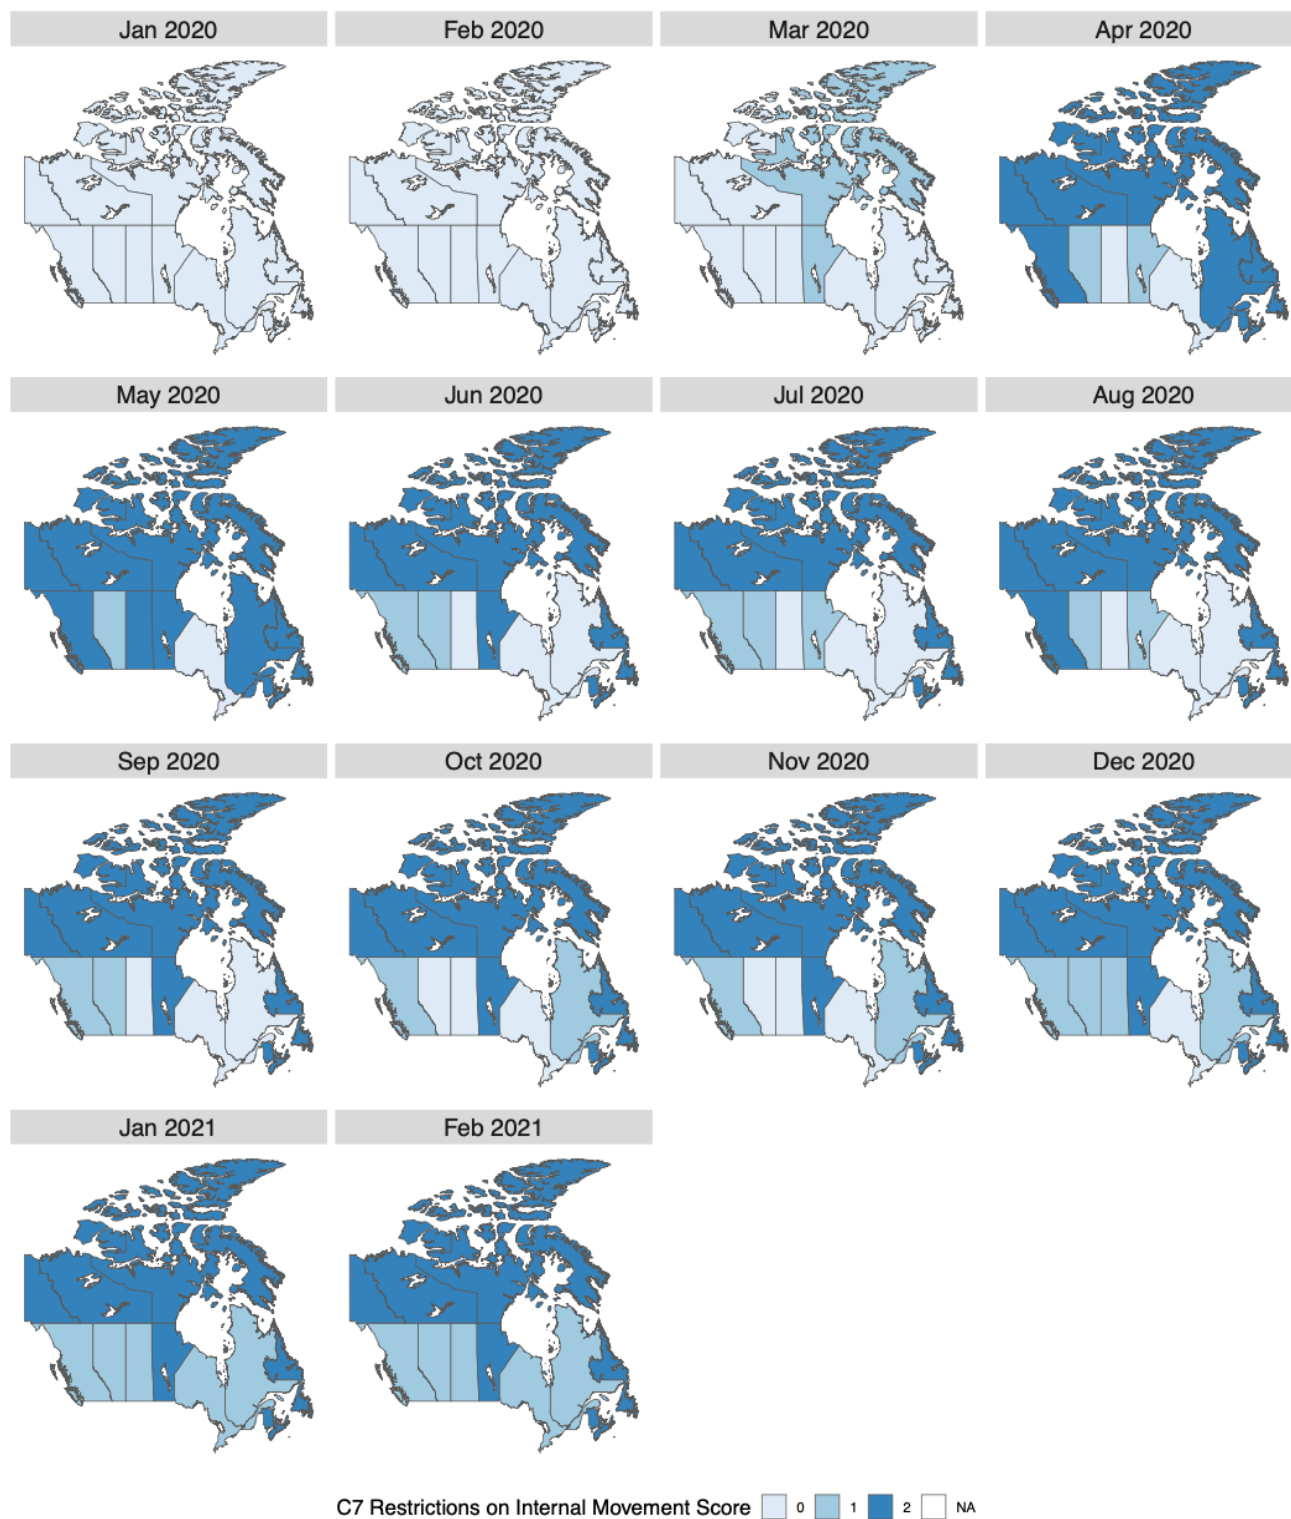 Jan 2020 Feb 2020 Mar 2020 Apr 2020
May 2020 Jun 2020 Jul 2020 Aug 2020
Sep 2020 Oct 2020 Nov 2020 Dec 2020
Jan 2021 Feb 2021
C7 Restrictions on Internal Movement Score 0 1 2 NA